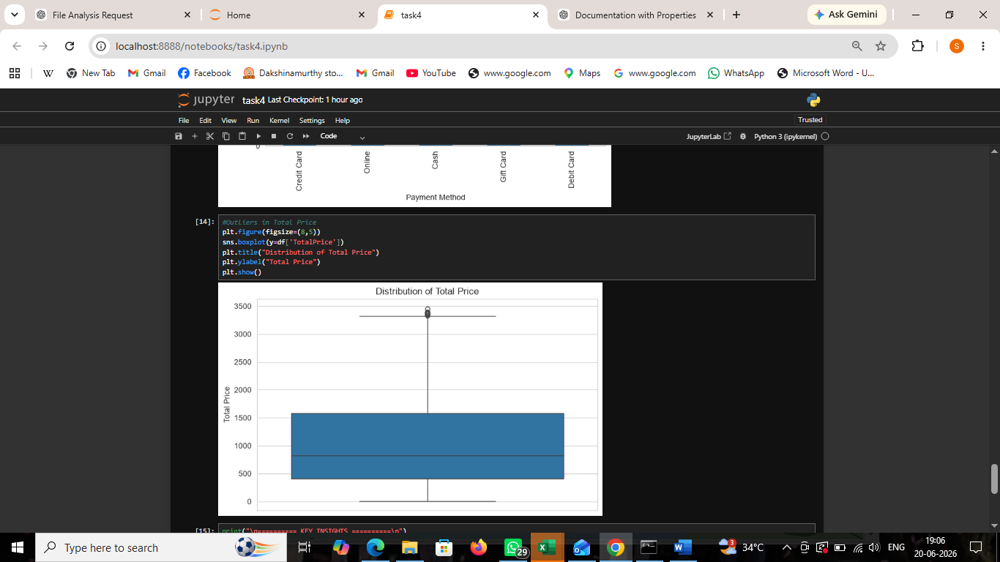 File Analysis Request
Home
task4
Documentation with Properties
Ask Gemini
localhost:8888/notebooks/task4.ipynb
S
W
New Tab
Gmail
Facebook
Dakshinamurthy sto...
Gmail
YouTube
www.google.com
Maps
www.google.com
WhatsApp
Microsoft Word - U...
jupyter
task4 Last Checkpoint: 1 hour ago
File
Edit
View
Run
Kernel
Settings
Help
Trusted
Code
JupyterLab
Python 3 (ipykernel)
0
Credit Card
Online
Cash
Gift Card
Debit Card
Payment Method
[14]:
#Outliers in Total Price
plt.figure(figsize=(8,5))
sns.boxplot(y=df['TotalPrice'])
plt.title("Distribution of Total Price")
plt.ylabel("Total Price")
plt.show()
Distribution of Total Price
3500
3000
2500
2000
1500
1000
500
0
Total Price
[15]:
print("\n========== KEY INSIGHTS ==========\n")
Type here to search
29
3
34°C
ENG
19:06
20-06-2026